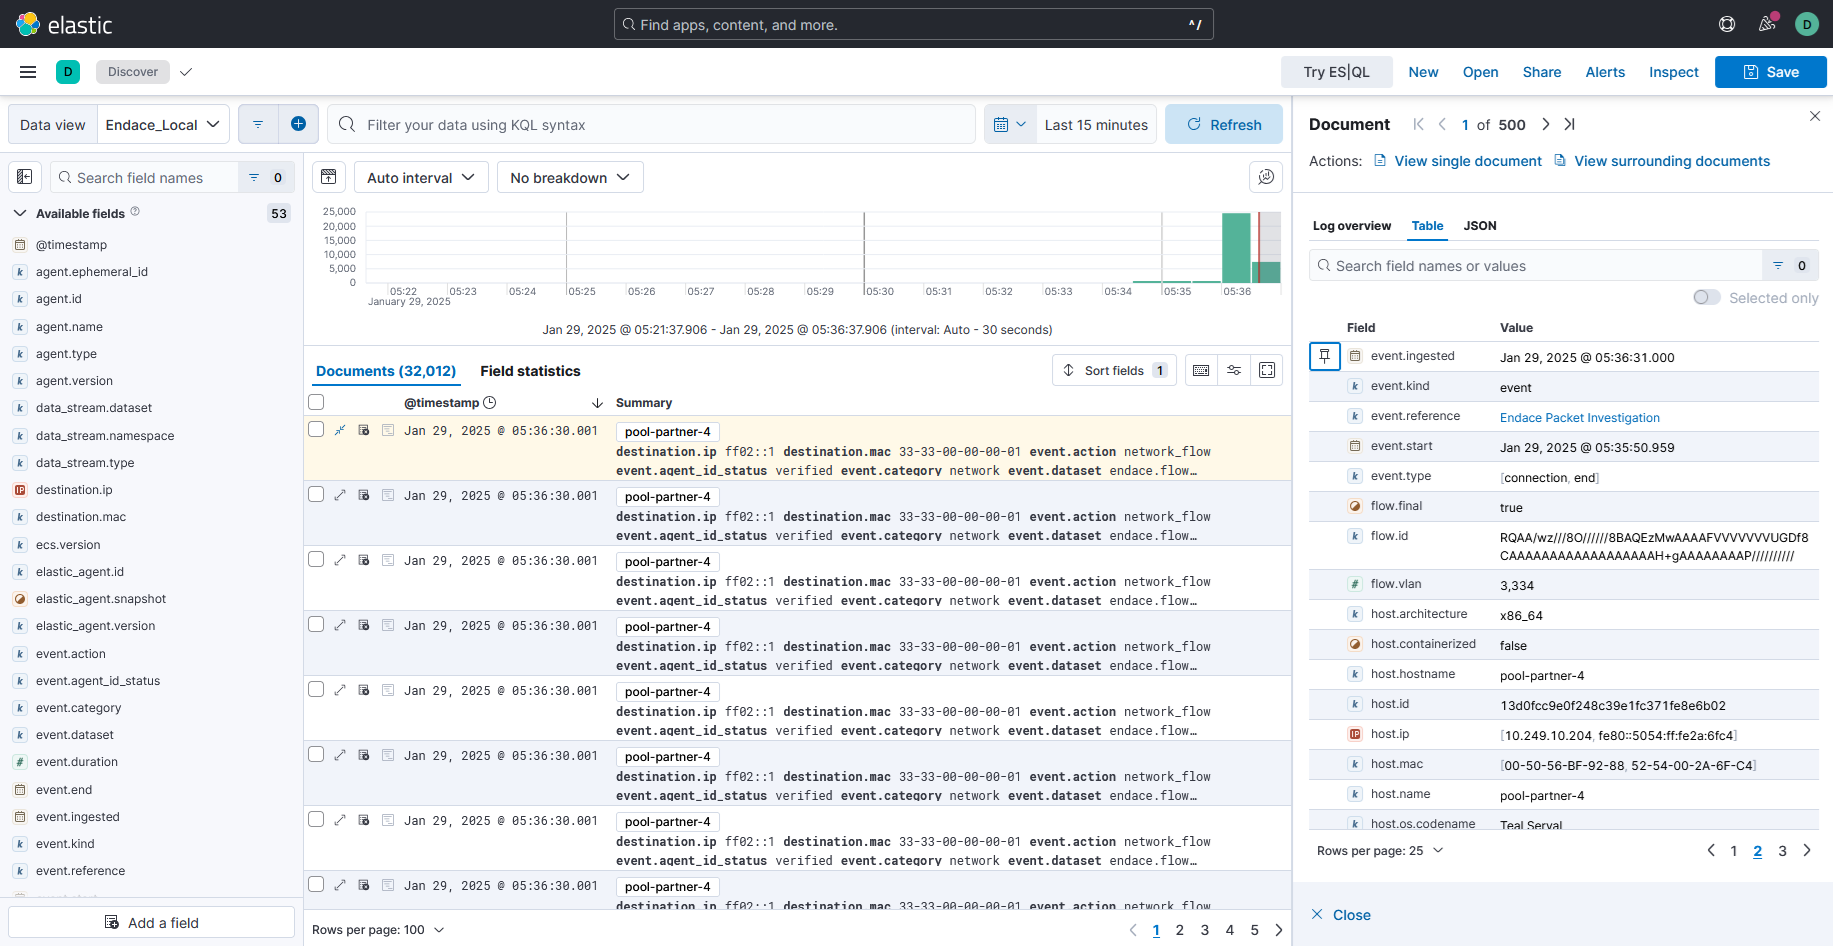 elastic
Find apps, content, and more.
^/
D
D
Discover
Try ES|QL
New
Open
Share
Alerts
Inspect
Save
Data view
Endace_Local
Filter your data using KQL syntax
Last 15 minutes
Refresh
Search field names
0
Available fields
53
@timestamp
agent.ephemeral_id
agent.id
agent.name
agent.type
agent.version
data_stream.dataset
data_stream.namespace
data_stream.type
destination.ip
destination.mac
ecs.version
elastic_agent.id
elastic_agent.snapshot
elastic_agent.version
event.action
event.agent_id_status
event.category
event.dataset
event.duration
event.end
event.ingested
event.kind
event.reference
Add a field
Auto interval
No breakdown
25,000
20,000
15,000
10,000
5,000
0
05:22 05:23 05:24 05:25 05:26 05:27 05:28 05:29 05:30 05:31 05:32 05:33 05:34 05:35 05:36
January 29, 2025
Jan 29, 2025 @ 05:21:37.906 - Jan 29, 2025 @ 05:36:37.906 (interval: Auto - 30 seconds)
Documents (32,012)
Field statistics
Sort fields 1
@timestamp
Summary
Jan 29, 2025 @ 05:36:30.001
pool-partner-4
destination.ip ff02::1 destination.mac 33-33-00-00-00-01 event.action network_flow
event.agent_id_status verified event.category network event.dataset endace.flow…
Jan 29, 2025 @ 05:36:30.001
pool-partner-4
destination.ip ff02::1 destination.mac 33-33-00-00-00-01 event.action network_flow
event.agent_id_status verified event.category network event.dataset endace.flow…
Jan 29, 2025 @ 05:36:30.001
pool-partner-4
destination.ip ff02::1 destination.mac 33-33-00-00-00-01 event.action network_flow
event.agent_id_status verified event.category network event.dataset endace.flow…
Jan 29, 2025 @ 05:36:30.001
pool-partner-4
destination.ip ff02::1 destination.mac 33-33-00-00-00-01 event.action network_flow
event.agent_id_status verified event.category network event.dataset endace.flow…
Jan 29, 2025 @ 05:36:30.001
pool-partner-4
destination.ip ff02::1 destination.mac 33-33-00-00-00-01 event.action network_flow
event.agent_id_status verified event.category network event.dataset endace.flow…
Jan 29, 2025 @ 05:36:30.001
pool-partner-4
destination.ip ff02::1 destination.mac 33-33-00-00-00-01 event.action network_flow
event.agent_id_status verified event.category network event.dataset endace.flow…
Jan 29, 2025 @ 05:36:30.001
pool-partner-4
destination.ip ff02::1 destination.mac 33-33-00-00-00-01 event.action network_flow
event.agent_id_status verified event.category network event.dataset endace.flow…
Jan 29, 2025 @ 05:36:30.001
pool-partner-4
destination.ip ff02::1 destination.mac 33-33-00-00-00-01 event.action network_flow
Rows per page: 100
1 2 3 4 5
Document
1 of 500
Actions:
View single document
View surrounding documents
Log overview
Table
JSON
Search field names or values
0
Selected only
Field Value
event.ingested Jan 29, 2025 @ 05:36:31.000
event.kind event
event.reference Endace Packet Investigation
event.start Jan 29, 2025 @ 05:35:50.959
event.type [connection, end]
flow.final true
flow.id RQAA/wz///8O//////8BAQEzMwAAAAFVVVVVVVUGDf8
CAAAAAAAAAAAAAAAAAAH+gAAAAAAAAP//////////
flow.vlan 3,334
host.architecture x86_64
host.containerized false
host.hostname pool-partner-4
host.id 13d0fcc9e0f248c39e1fc371fe8e6b02
host.ip [10.249.10.204, fe80::5054:ff:fe2a:6fc4]
host.mac [00-50-56-BF-92-88, 52-54-00-2A-6F-C4]
host.name pool-partner-4
host.os.codename Teal Serval
Rows per page: 25
1 2 3
Close